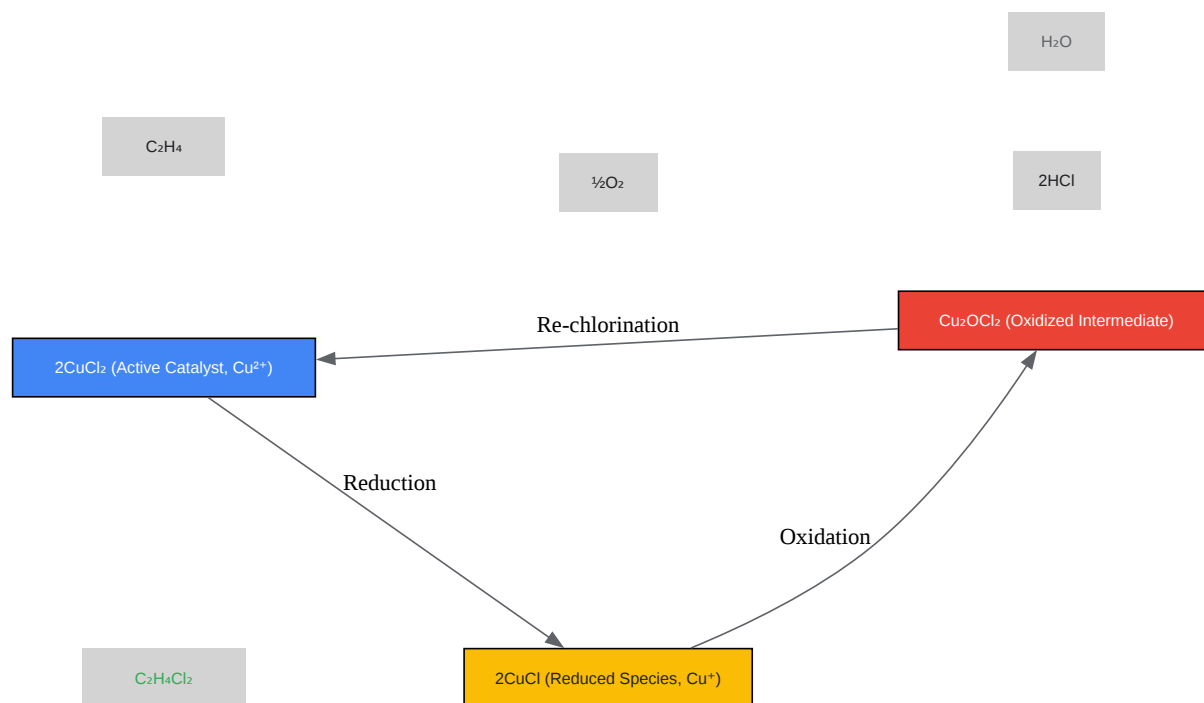 H₂O
C₂H₄
½O₂
2HCl
Cu₂OCl₂ (Oxidized Intermediate)
Re-chlorination
2CuCl₂ (Active Catalyst, Cu²⁺)
Reduction
Oxidation
C₂H₄Cl₂
2CuCl (Reduced Species, Cu⁺)